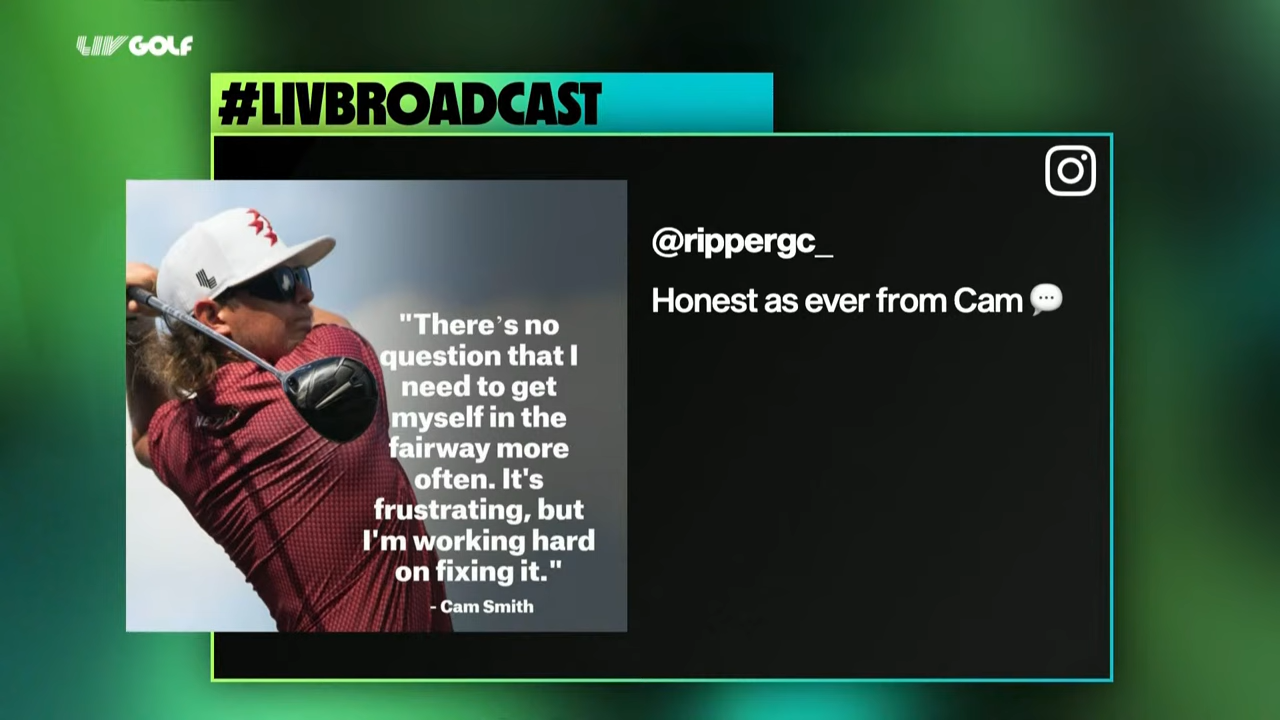 LIV GOLF
#LIVBROADCAST
@rippergc_
Honest as ever from Cam 💬
"There's no
question that I
need to get
myself in the
fairway more
often. It's
frustrating, but
I'm working hard
on fixing it."
- Cam Smith